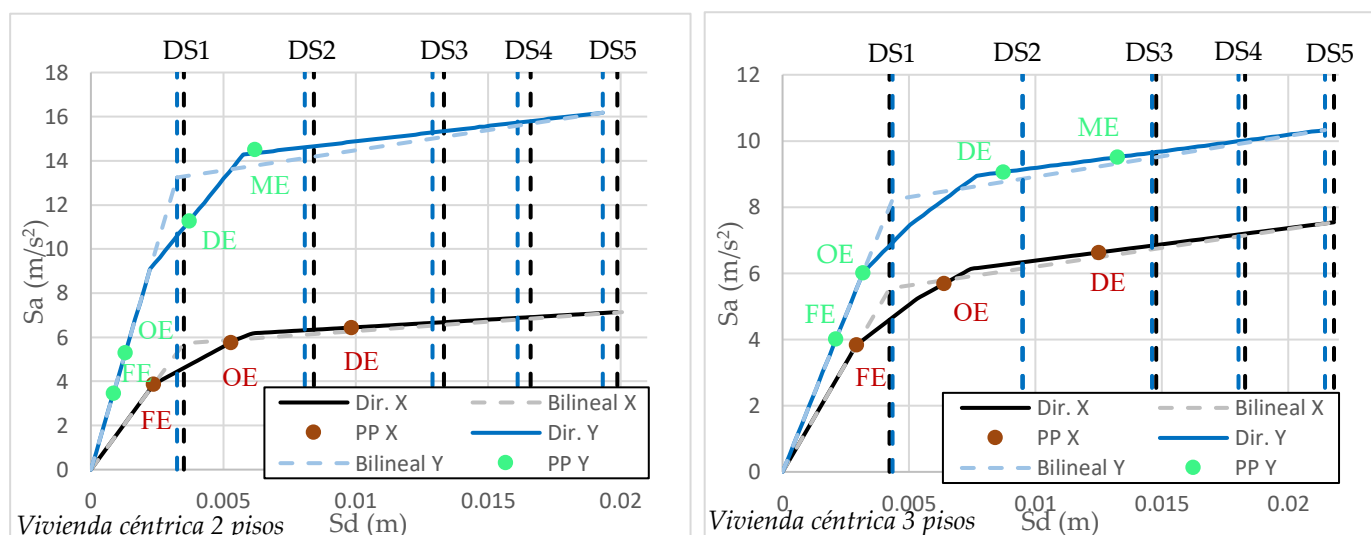 DS1 DS2 DS3 DS4 DS5
18
16
14
12
10
8
6
4
2
0
Sa (m/s²)
ME
DE
OE
FE
FE
OE
DE
Dir. X
Bilineal X
PP X
Dir. Y
Bilineal Y
PP Y
0 0.005 0.01 0.015 0.02
Vivienda céntrica 2 pisos
Sd (m)
DS1 DS2 DS3 DS4 DS5
12
10
8
6
4
2
0
Sa (m/s²)
ME
DE
OE
FE
FE
OE
DE
Dir. X
Bilineal X
PP X
Dir. Y
Bilineal Y
PP Y
0 0.005 0.01 0.015 0.02
Vivienda céntrica 3 pisos
Sd (m)